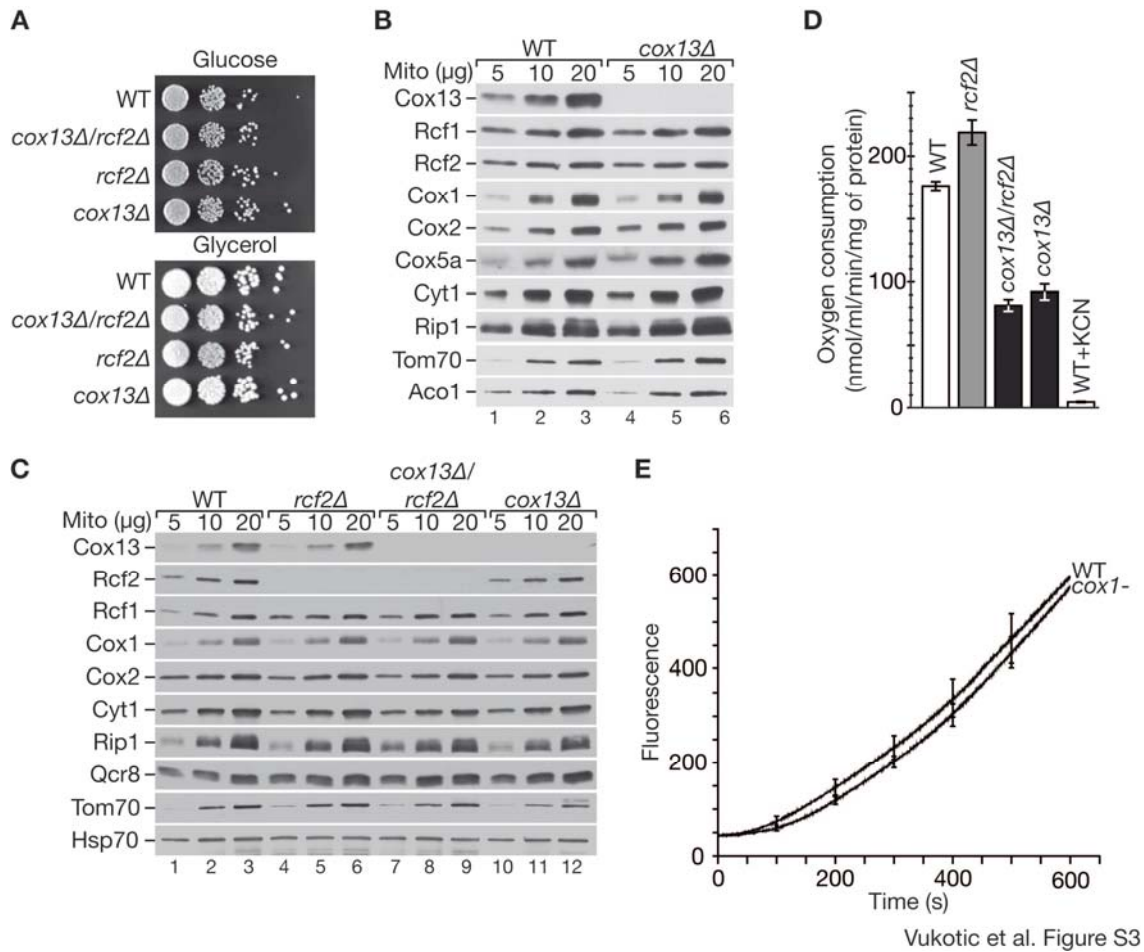 A
Glucose
WT
cox13Δ/rcf2Δ
rcf2Δ
cox13Δ
Glycerol
WT
cox13Δ/rcf2Δ
rcf2Δ
cox13Δ
B
WT cox13Δ
Mito (µg) 5 10 20 5 10 20
Cox13
Rcf1
Rcf2
Cox1
Cox2
Cox5a
Cyt1
Rip1
Tom70
Aco1
1 2 3 4 5 6
C
WT rcf2Δ cox13Δ/ cox13Δ
rcf2Δ
Mito (µg) 5 10 20 5 10 20 5 10 20 5 10 20
Cox13
Rcf2
Rcf1
Cox1
Cox2
Cyt1
Rip1
Qcr8
Tom70
Hsp70
1 2 3 4 5 6 7 8 9 10 11 12
D
Oxygen consumption
(nmol/ml/min/mg of protein)
200
100
0
WT
rcf2Δ
cox13Δ/rcf2Δ
cox13Δ
WT+KCN
E
Fluorescence
600
400
200
0
WT
cox1-
0 200 400 600
Time (s)
Vukotic et al. Figure S3